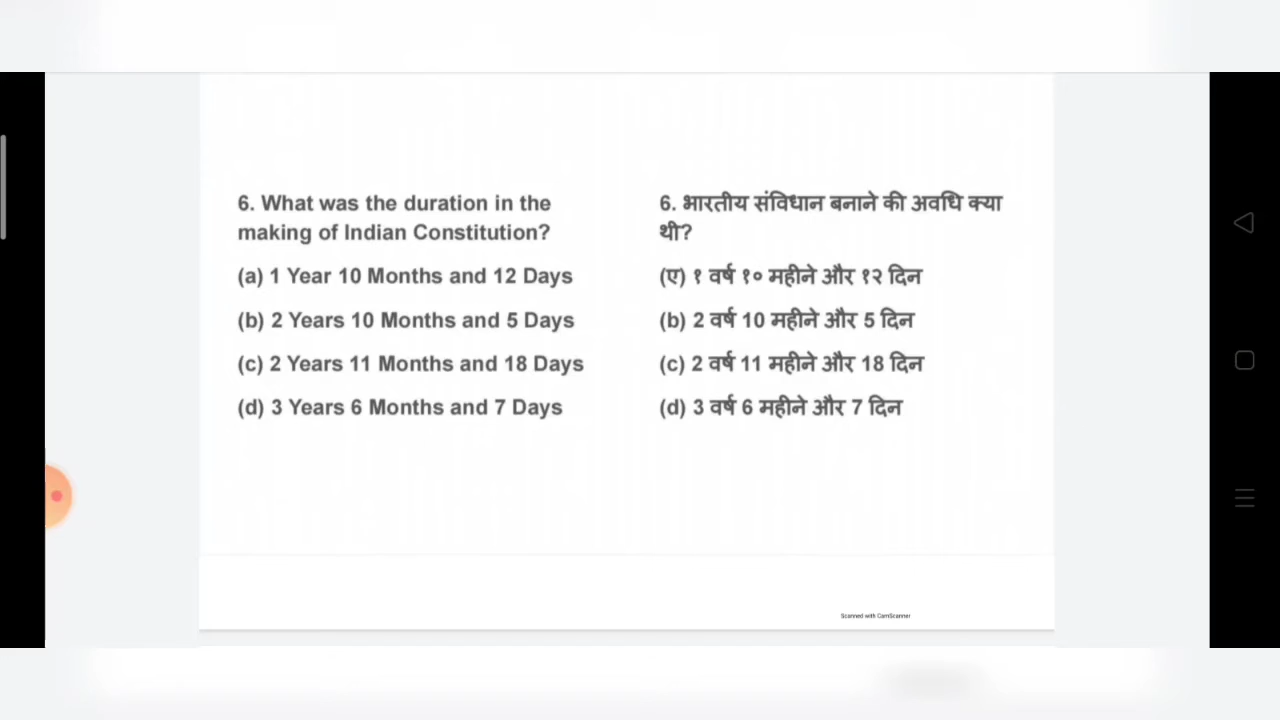 6. What was the duration in the
making of Indian Constitution?
(a) 1 Year 10 Months and 12 Days
(b) 2 Years 10 Months and 5 Days
(c) 2 Years 11 Months and 18 Days
(d) 3 Years 6 Months and 7 Days
6. भारतीय संविधान बनाने की अवधि क्या
थी?
(ए) १ वर्ष १० महीने और १२ दिन
(b) 2 वर्ष 10 महीने और 5 दिन
(c) 2 वर्ष 11 महीने और 18 दिन
(d) 3 वर्ष 6 महीने और 7 दिन
Scanned with CamScanner